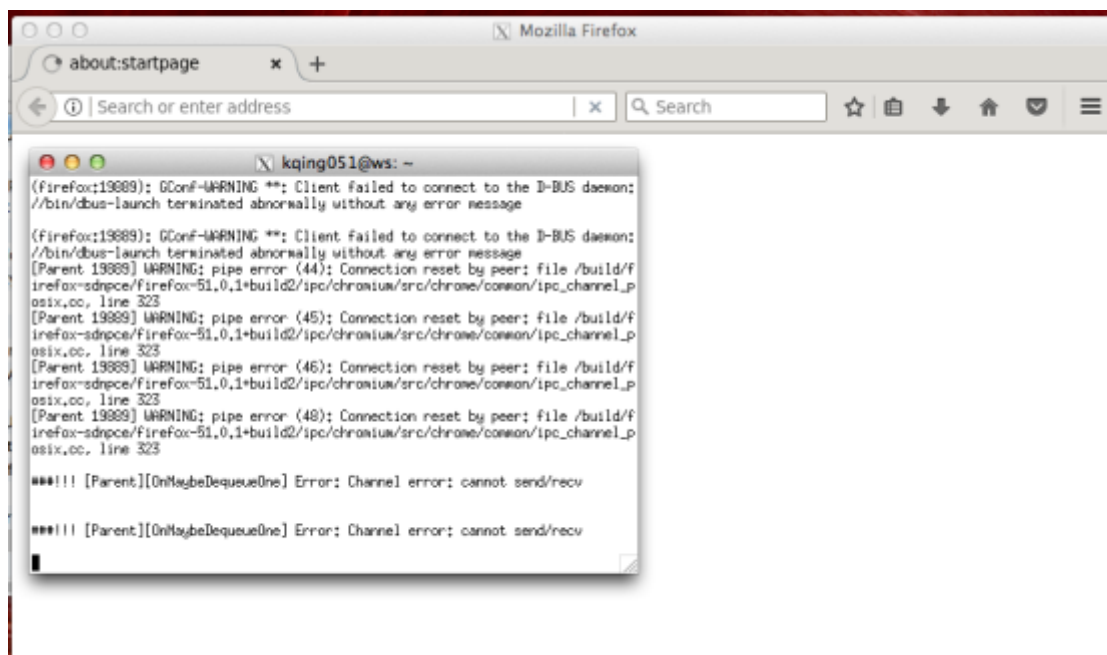 Mozilla Firefox
about:startpage
Search or enter address
Search
kqing051@ws: ~
(firefox:19889): GConf-WARNING **: Client failed to connect to the D-BUS daemon:
//bin/dbus-launch terminated abnormally without any error message
(firefox:19889): GConf-WARNING **: Client failed to connect to the D-BUS daemon:
//bin/dbus-launch terminated abnormally without any error message
[Parent 19889] WARNING: pipe error (44): Connection reset by peer: file /build/f
irefox-sdnpce/firefox-51.0.1+build2/ipc/chromium/src/chrome/common/ipc_channel_p
osix.cc, line 323
[Parent 19889] WARNING: pipe error (45): Connection reset by peer: file /build/f
irefox-sdnpce/firefox-51.0.1+build2/ipc/chromium/src/chrome/common/ipc_channel_p
osix.cc, line 323
[Parent 19889] WARNING: pipe error (46): Connection reset by peer: file /build/f
irefox-sdnpce/firefox-51.0.1+build2/ipc/chromium/src/chrome/common/ipc_channel_p
osix.cc, line 323
[Parent 19889] WARNING: pipe error (48): Connection reset by peer: file /build/f
irefox-sdnpce/firefox-51.0.1+build2/ipc/chromium/src/chrome/common/ipc_channel_p
osix.cc, line 323
###!!! [Parent][OnMaybeDequeueOne] Error: Channel error: cannot send/recv
###!!! [Parent][OnMaybeDequeueOne] Error: Channel error: cannot send/recv